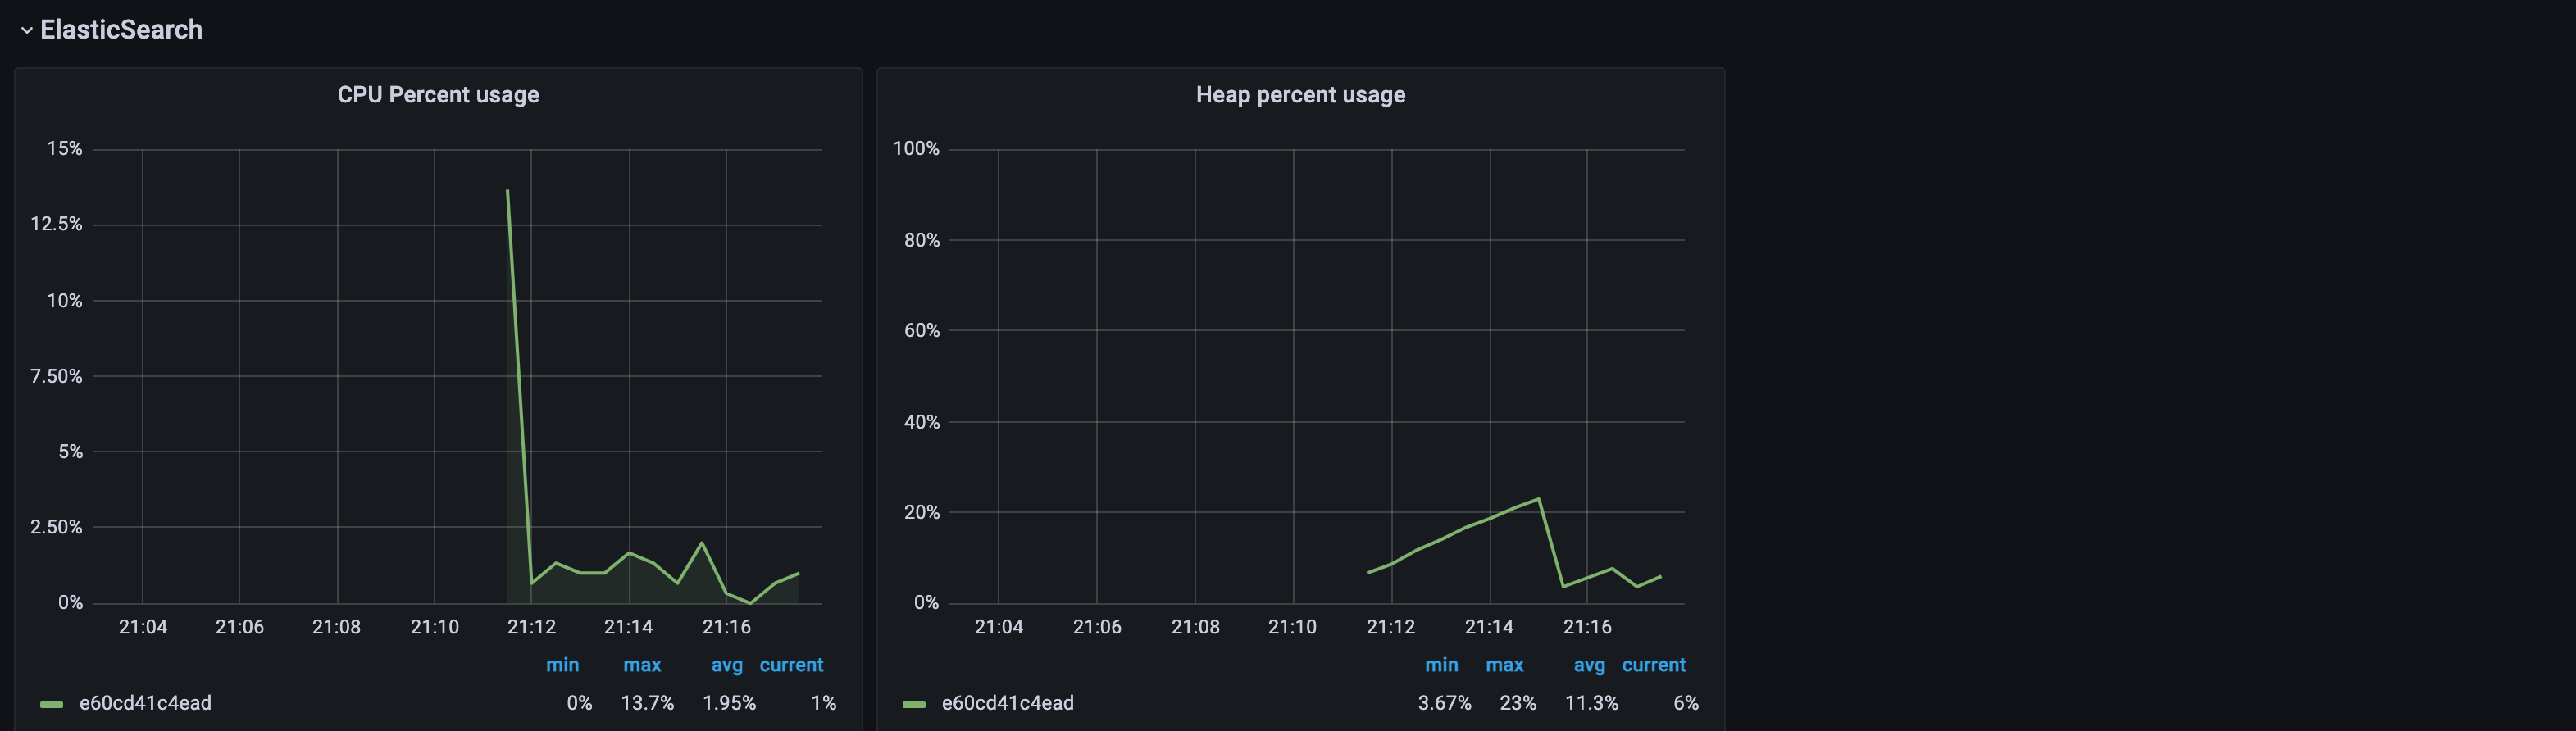 ElasticSearch
CPU Percent usage
15%
12.5%
10%
7.50%
5%
2.50%
0%
21:04 21:06 21:08 21:10 21:12 21:14 21:16
min max avg current
e60cd41c4ead 0% 13.7% 1.95% 1%
Heap percent usage
100%
80%
60%
40%
20%
0%
21:04 21:06 21:08 21:10 21:12 21:14 21:16
min max avg current
e60cd41c4ead 3.67% 23% 11.3% 6%